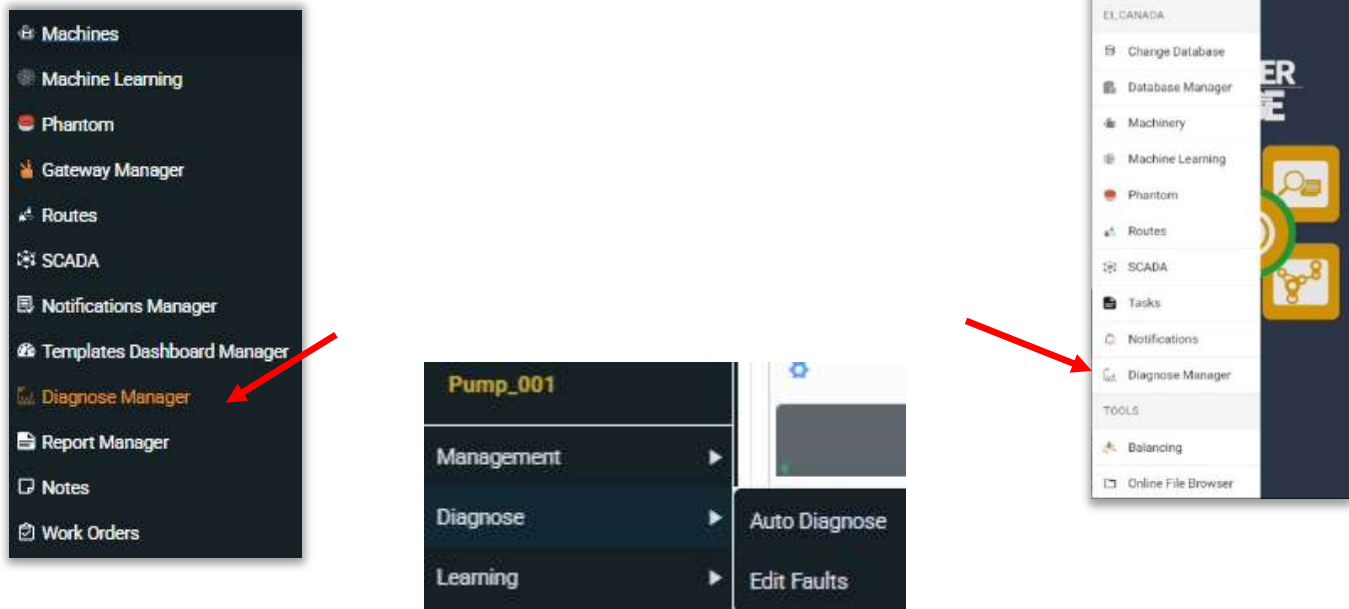 Machines
Machine Learning
Phantom
Gateway Manager
Routes
SCADA
Notifications Manager
Templates Dashboard Manager
Diagnose Manager
Report Manager
Notes
Work Orders
Pump_001
Management
Diagnose
Learning
Auto Diagnose
Edit Faults
EI_CANADA
Change Database
Database Manager
Machinery
Machine Learning
Phantom
Routes
SCADA
Tasks
Notifications
Diagnose Manager
TOOLS
Balancing
Online File Browser
ER